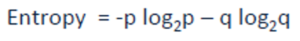 Entropy = -p log₂p – q log₂q